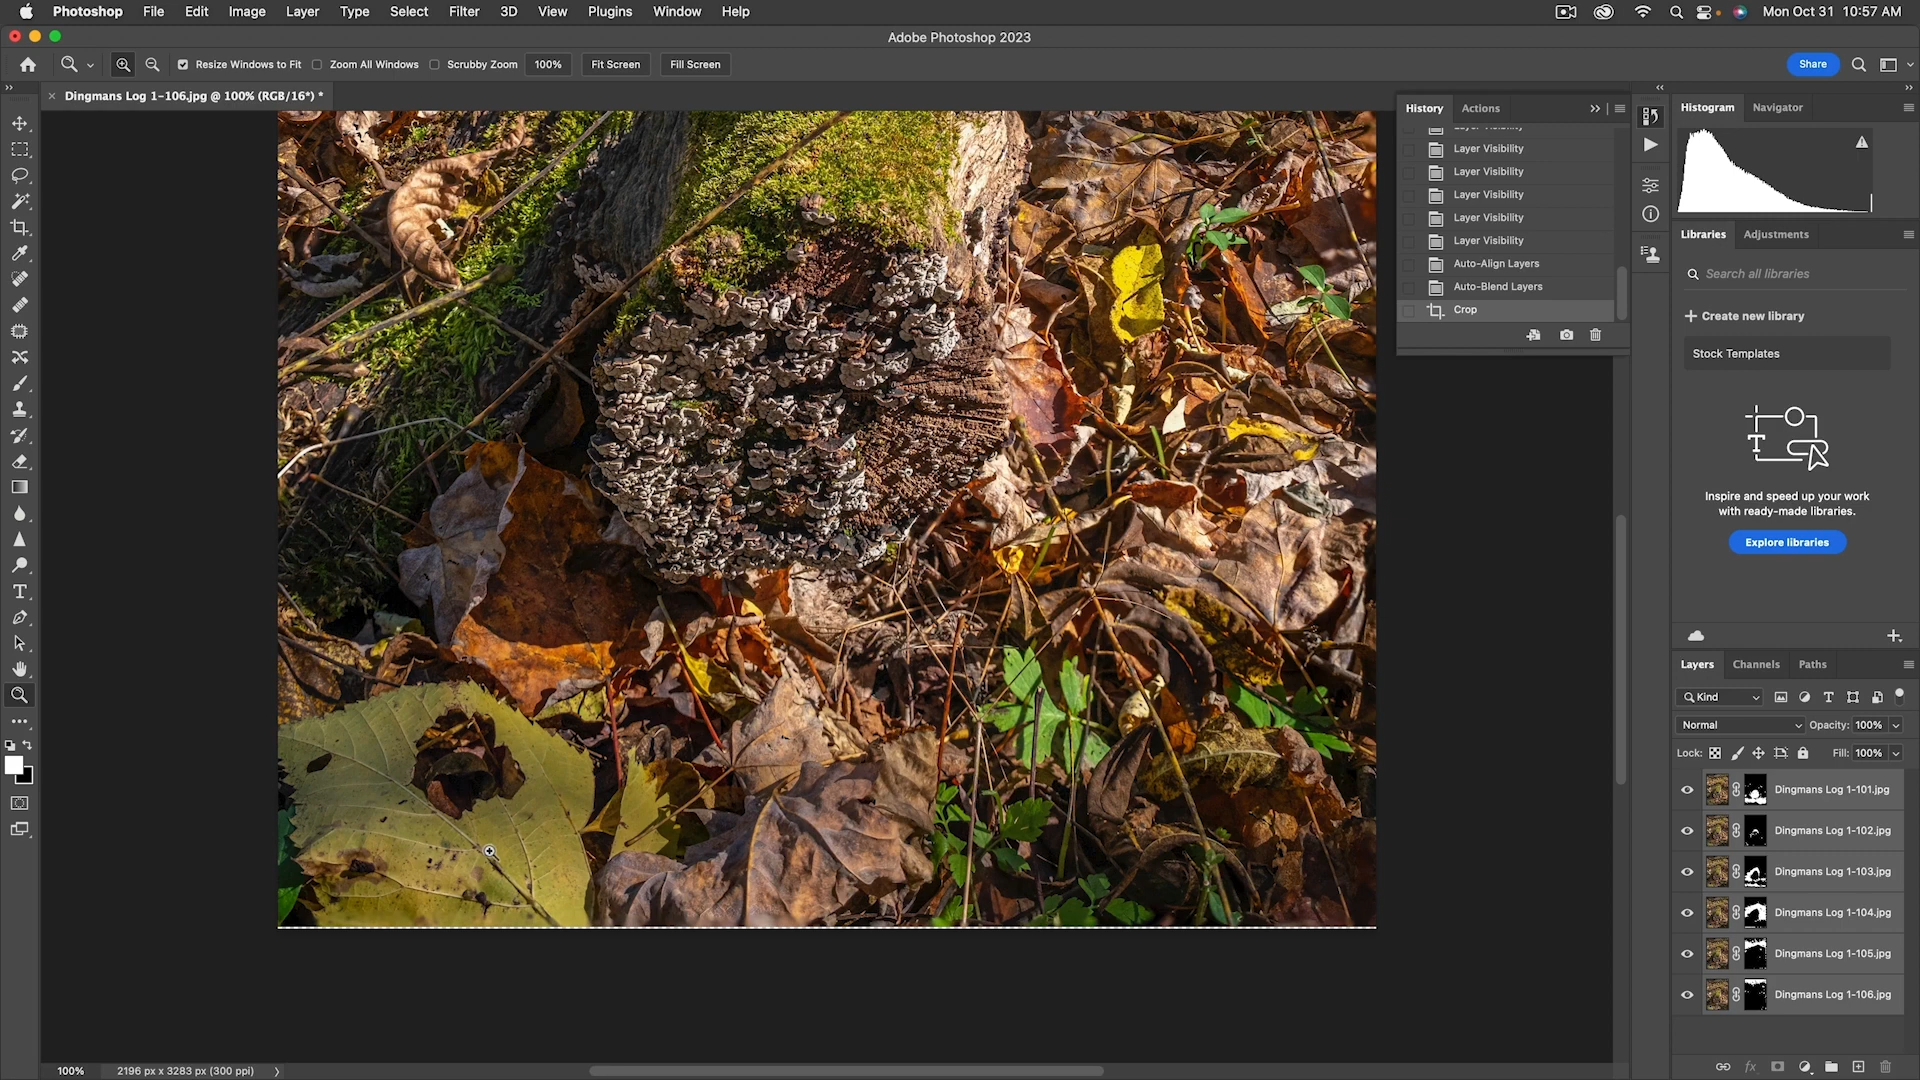 Photoshop File Edit Image Layer Type Select Filter 3D View Plugins Window Help Mon Oct 31 10:57 AM
Adobe Photoshop 2023
Resize Windows to Fit Zoom All Windows Scrubby Zoom 100% Fit Screen Fill Screen Share
Dingmans Log 1-106.jpg @ 100% (RGB/16*) *
History Actions
Layer Visibility
Layer Visibility
Layer Visibility
Layer Visibility
Layer Visibility
Layer Visibility
Auto-Align Layers
Auto-Blend Layers
Crop
Histogram Navigator
Libraries Adjustments
Search all libraries
Create new library
Stock Templates
Inspire and speed up your work
with ready-made libraries.
Explore libraries
Layers Channels Paths
Kind
Normal Opacity: 100%
Lock: Fill: 100%
Dingmans Log 1-101.jpg
Dingmans Log 1-102.jpg
Dingmans Log 1-103.jpg
Dingmans Log 1-104.jpg
Dingmans Log 1-105.jpg
Dingmans Log 1-106.jpg
100% 2196 px x 3283 px (300 ppi)